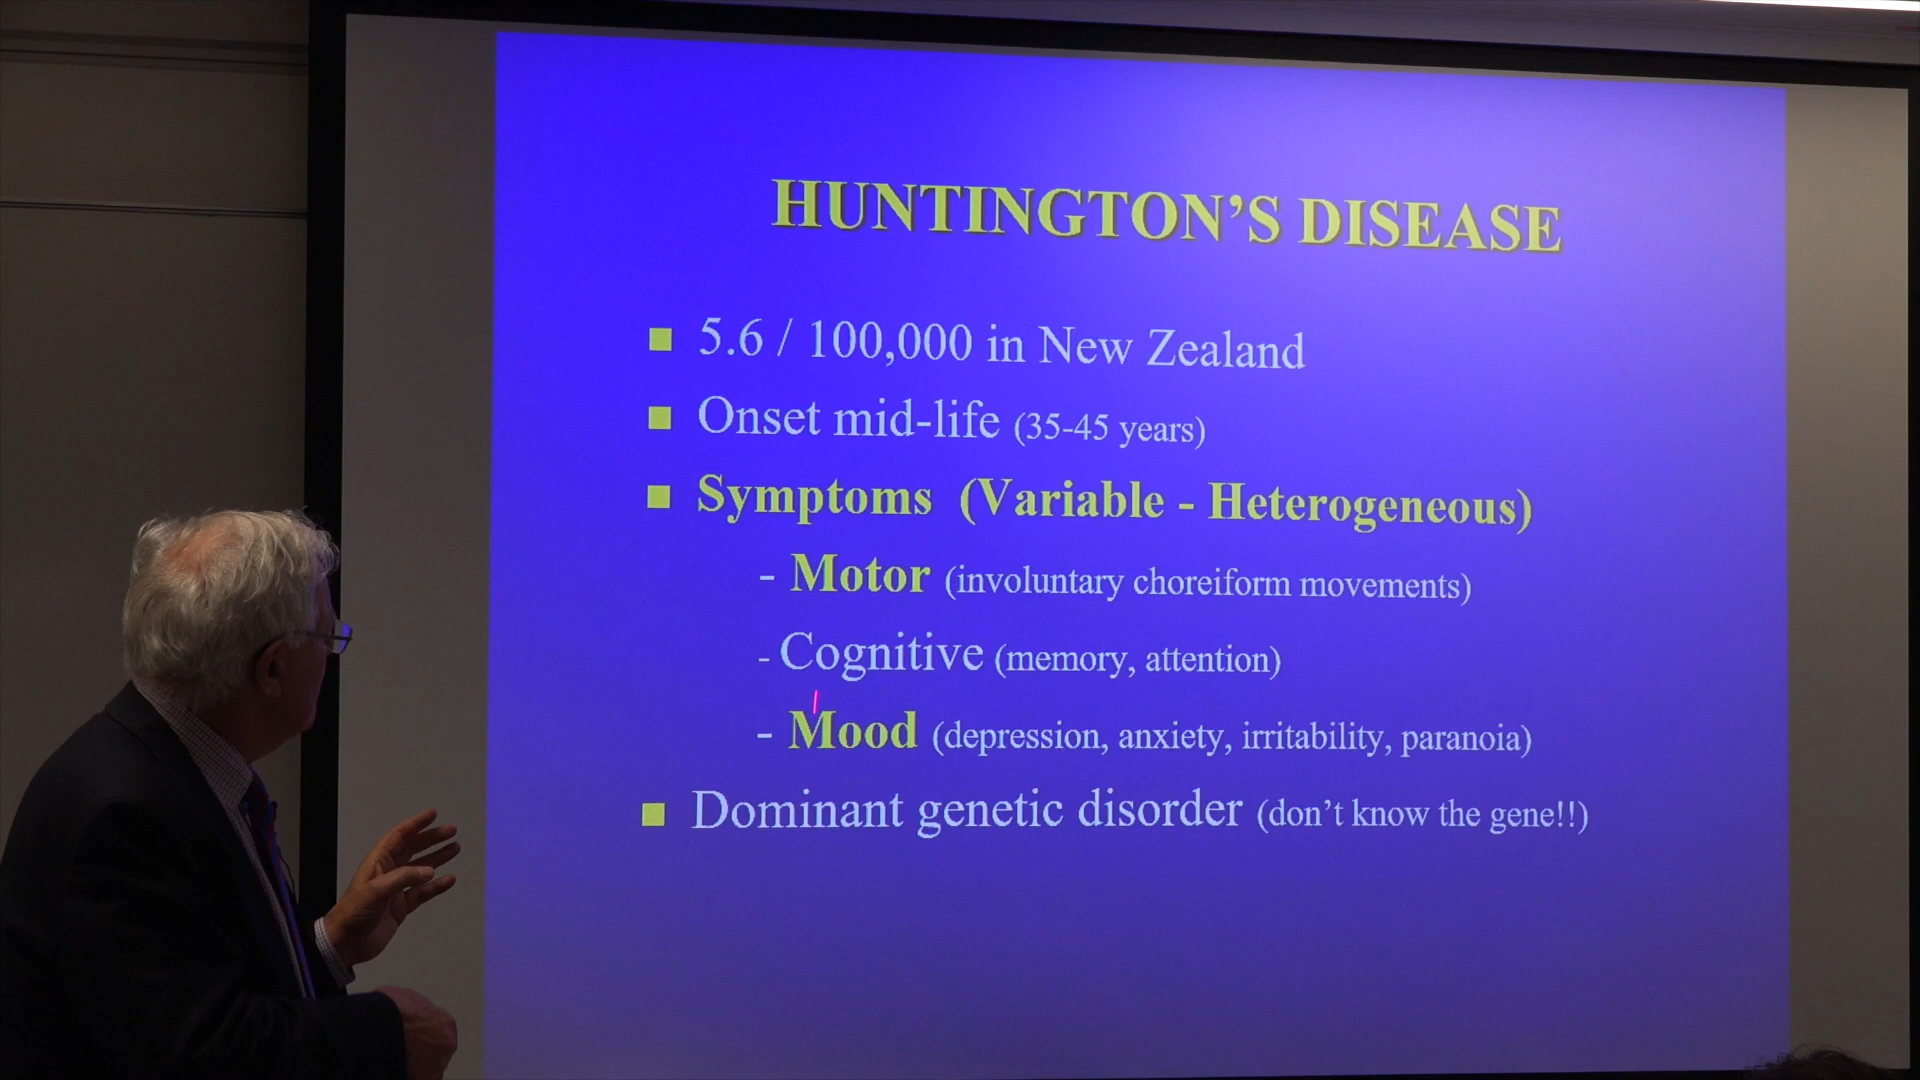 HUNTINGTON’S DISEASE
5.6 / 100,000 in New Zealand
Onset mid-life (35-45 years)
Symptoms (Variable - Heterogeneous)
- Motor (involuntary choreiform movements)
- Cognitive (memory, attention)
- Mood (depression, anxiety, irritability, paranoia)
Dominant genetic disorder (don’t know the gene!!)